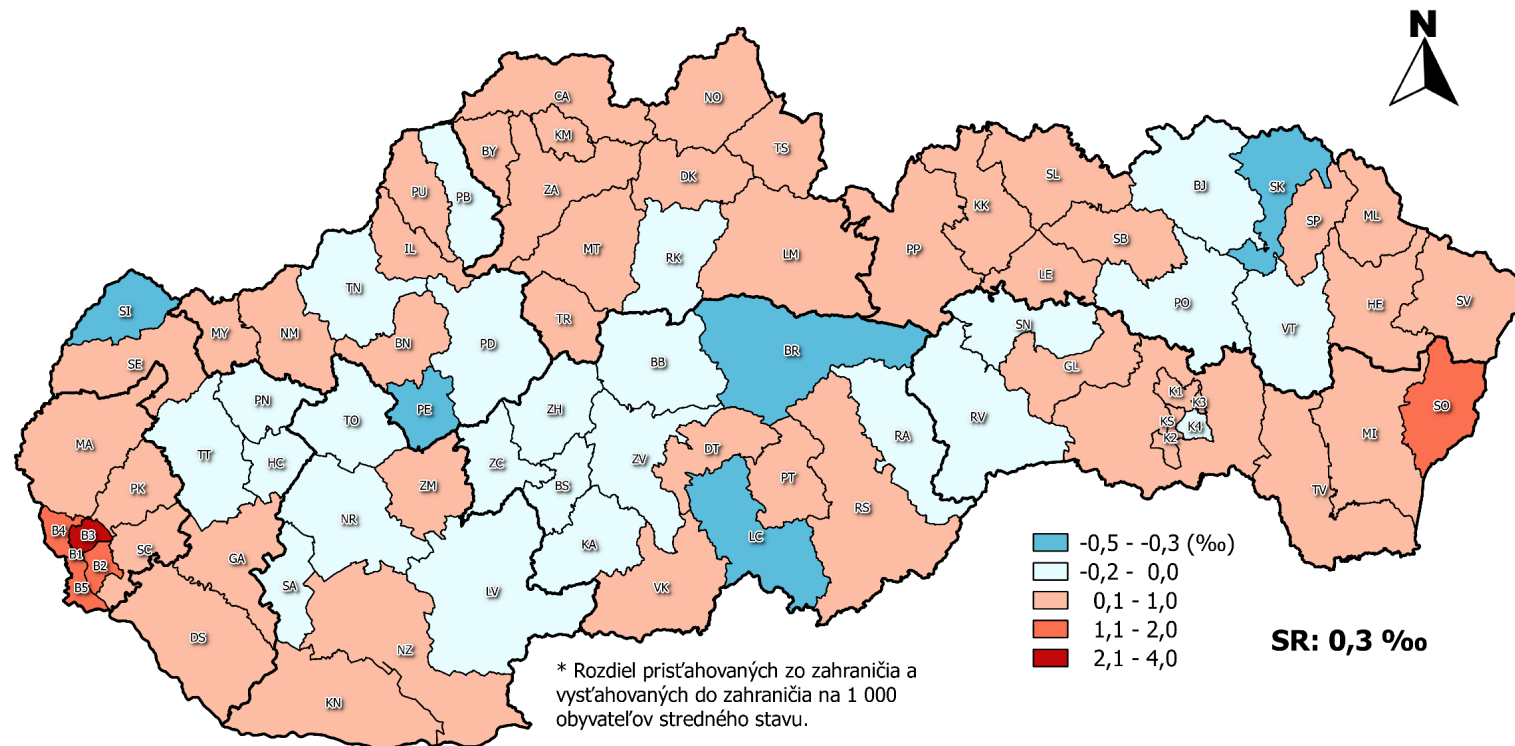 N
CA
NO
KM
BY
TS
ZA
DK
PU
PB
SL
BJ
SK
KK
SP
ML
IL
MT
RK
LM
PP
SB
LE
HE
SV
TN
SI
PO
VT
MY
NM
BN
TR
SN
SE
PD
BB
BR
GL
PN
PE
ZH
K1
K3
SO
TO
K5
K4
K2
MA
TT
HC
ZC
ZV
DT
RA
RV
MI
PK
ZM
BS
PT
TV
B4
B3
NR
RS
B1
SC
KA
LC
B2
GA
B5
SA
LV
VK
DS
NZ
KN
-0,5 - -0,3 (‰)
-0,2 - 0,0
0,1 - 1,0
1,1 - 2,0
2,1 - 4,0
SR: 0,3 ‰
* Rozdiel prisťahovaných zo zahraničia a
vysťahovaných do zahraničia na 1 000
obyvateľov stredného stavu.